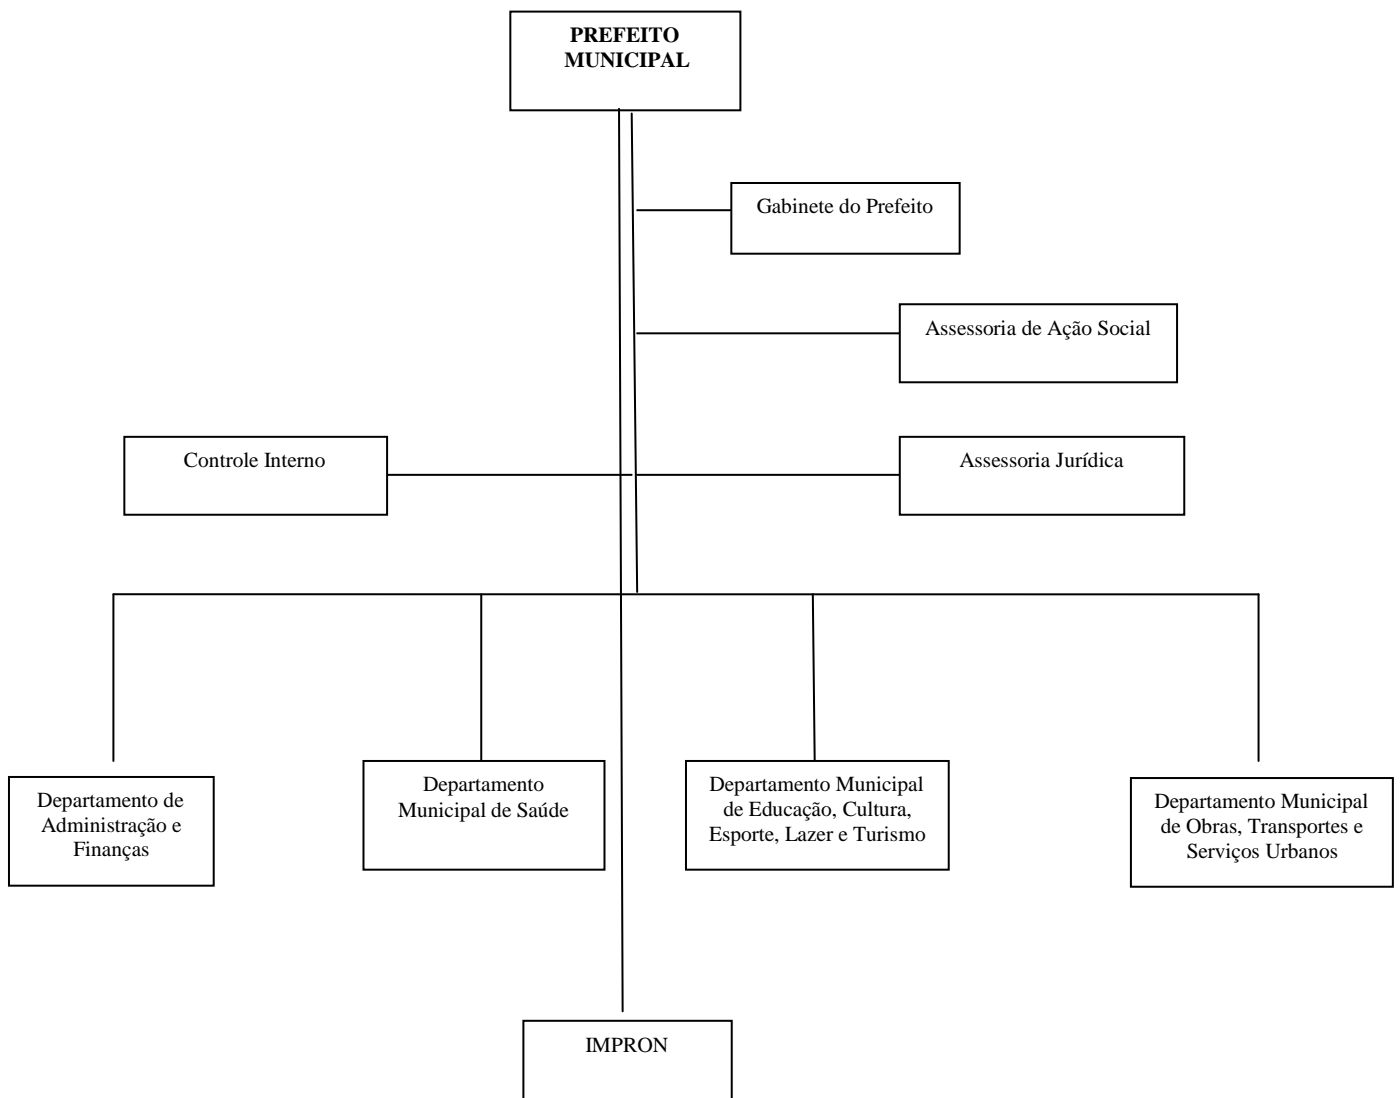 PREFEITO
MUNICIPAL
Gabinete do Prefeito
Assessoria de Ação Social
Controle Interno
Assessoria Jurídica
Departamento de
Administração e
Finanças
Departamento
Municipal de Saúde
Departamento Municipal
de Educação, Cultura,
Esporte, Lazer e Turismo
Departamento Municipal
de Obras, Transportes e
Serviços Urbanos
IMPRON